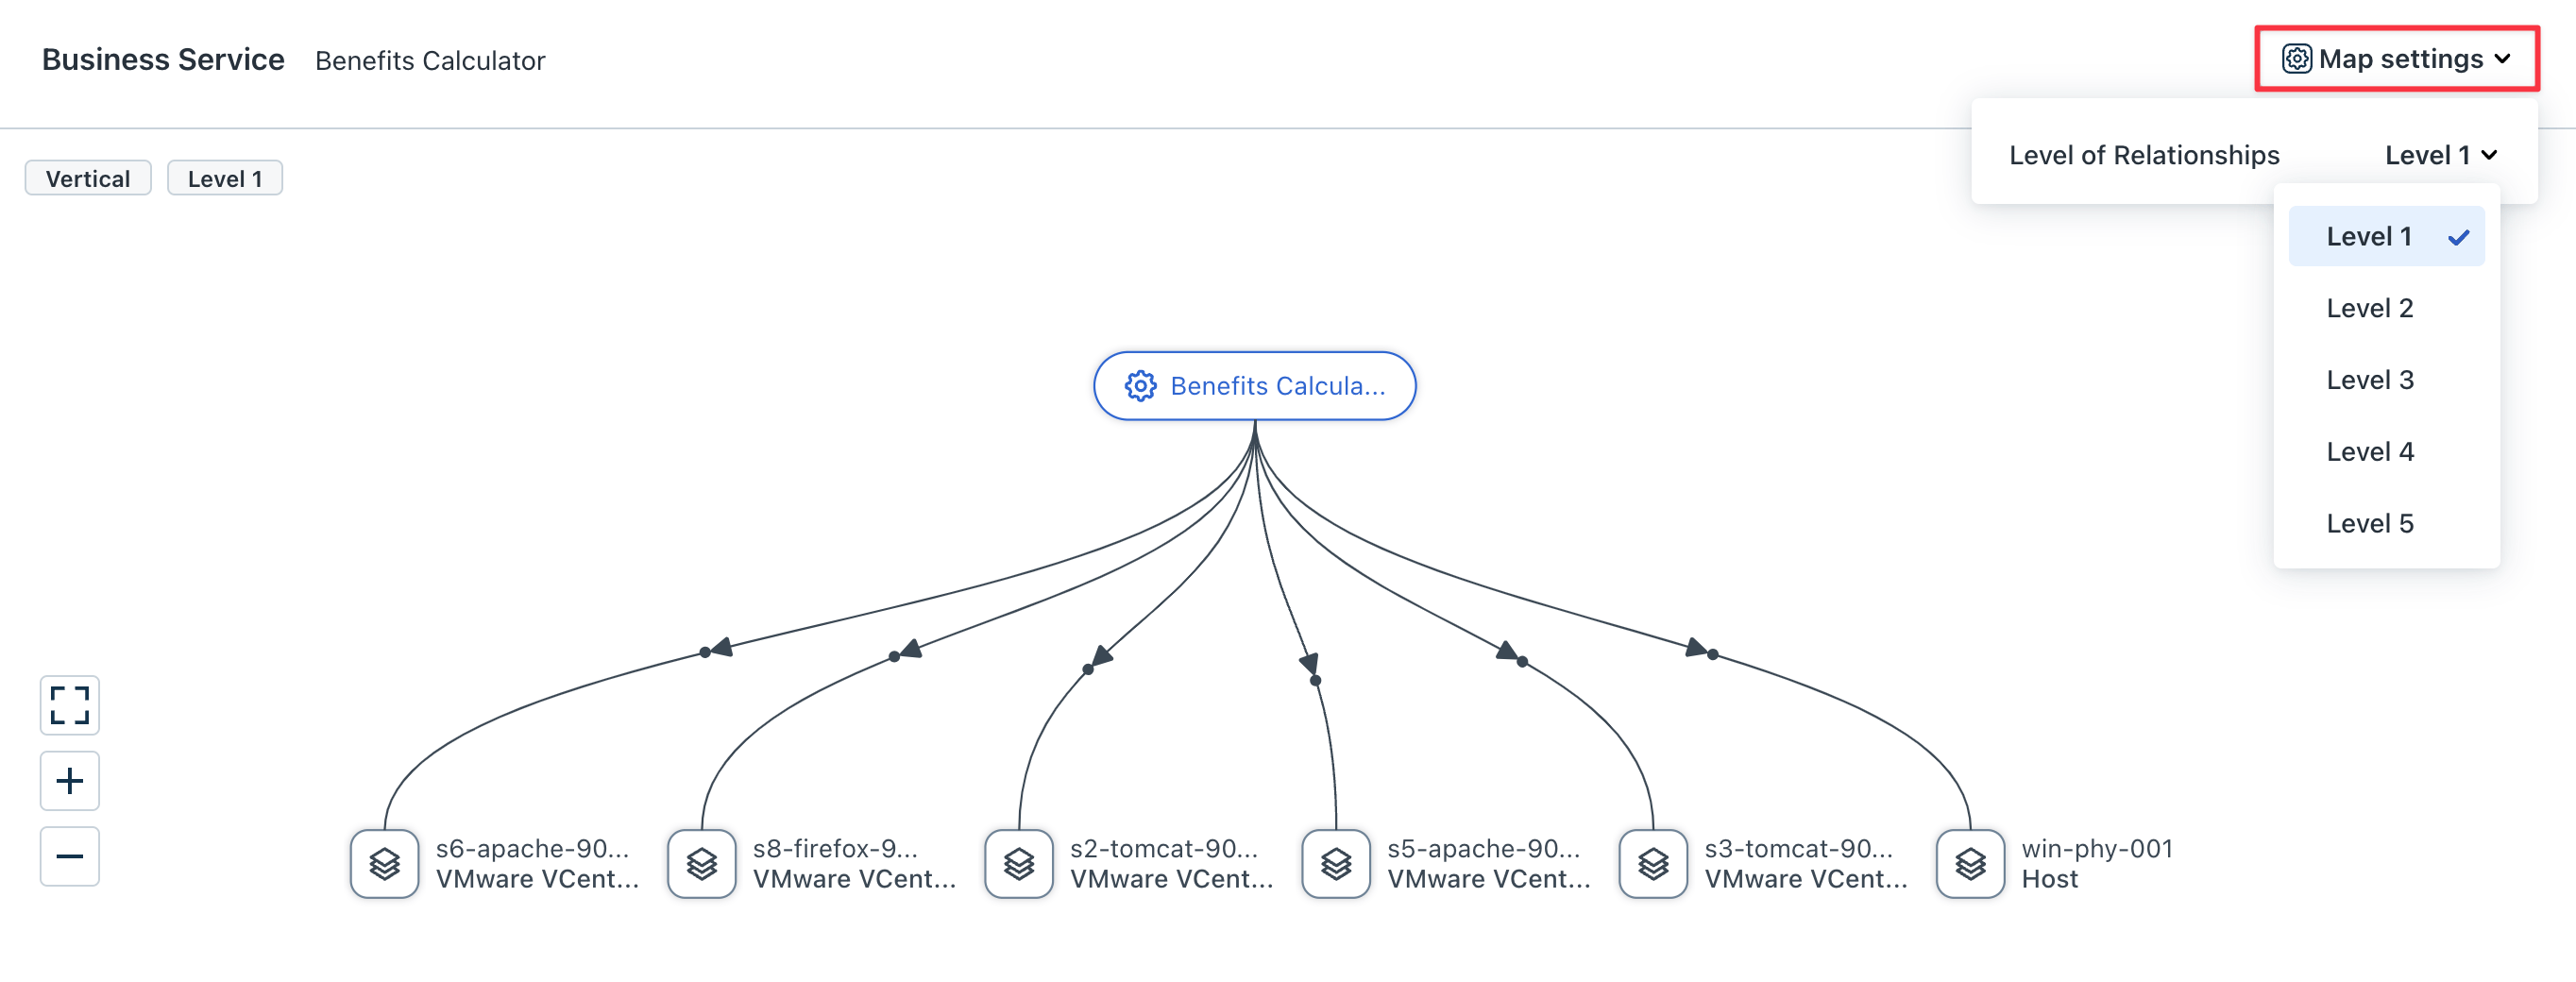 Business Service Benefits Calculator
Map settings
Level of Relationships Level 1
Vertical Level 1
Level 1
Level 2
Level 3
Level 4
Level 5
Benefits Calcula...
s6-apache-90...
VMware VCent...
s8-firefox-9...
VMware VCent...
s2-tomcat-90...
VMware VCent...
s5-apache-90...
VMware VCent...
s3-tomcat-90...
VMware VCent...
win-phy-001
Host